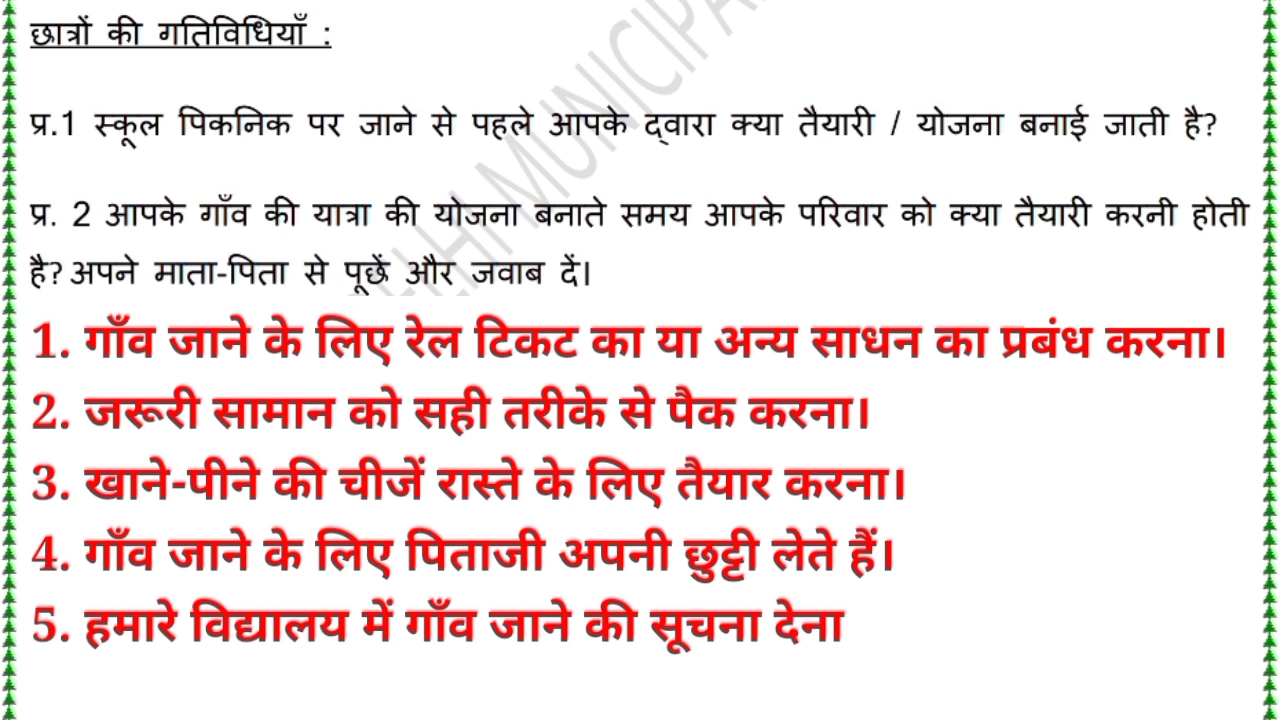 छात्रों की गतिविधियाँ :
प्र.1 स्कूल पिकनिक पर जाने से पहले आपके द्वारा क्या तैयारी / योजना बनाई जाती है?
प्र. 2 आपके गाँव की यात्रा की योजना बनाते समय आपके परिवार को क्या तैयारी करनी होती
है? अपने माता-पिता से पूछें और जवाब दें।
1. गाँव जाने के लिए रेल टिकट का या अन्य साधन का प्रबंध करना।
2. जरूरी सामान को सही तरीके से पैक करना।
3. खाने-पीने की चीजें रास्ते के लिए तैयार करना।
4. गाँव जाने के लिए पिताजी अपनी छुट्टी लेते हैं।
5. हमारे विद्यालय में गाँव जाने की सूचना देना